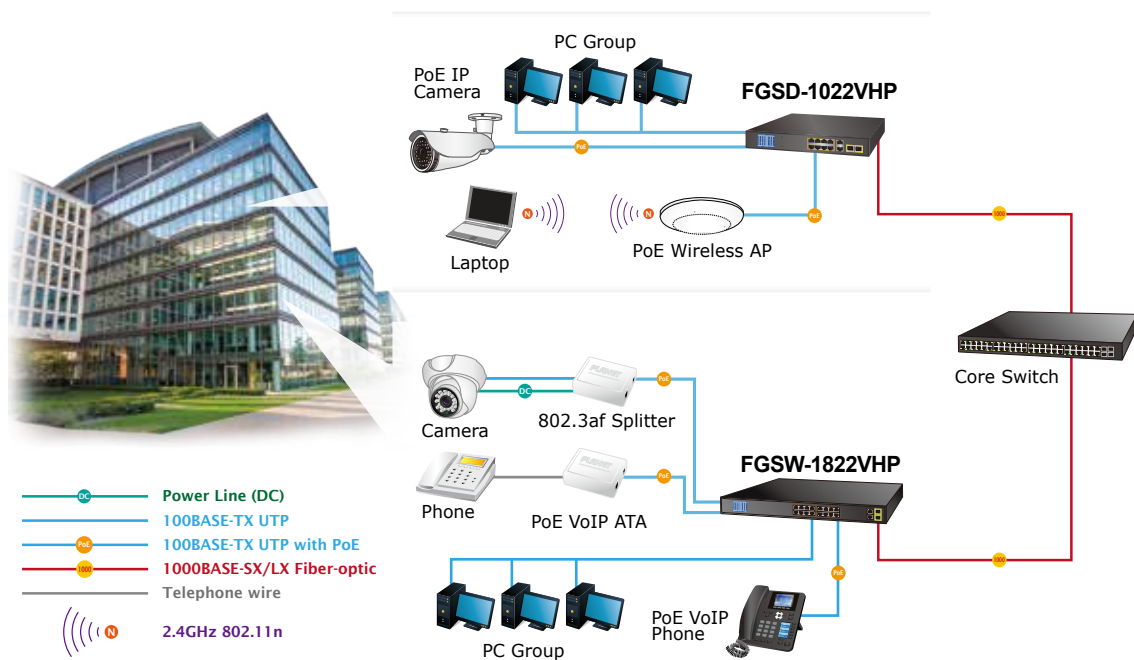 PC Group
PoE IP
Camera
FGSD-1022VHP
PoE
N
N
PoE
1000
Laptop
PoE Wireless AP
Core Switch
PLANET
PoE
DC
Camera
802.3af Splitter
FGSW-1822VHP
PLANET
PoE
Phone
PoE VoIP ATA
DC
Power Line (DC)
100BASE-TX UTP
PoE
100BASE-TX UTP with PoE
1000
1000BASE-SX/LX Fiber-optic
Telephone wire
N
2.4GHz 802.11n
1000
PoE
PoE VoIP
Phone
PC Group